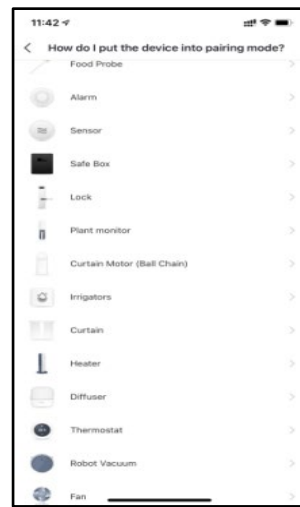 11:42
How do I put the device into pairing mode?
Food Probe
Alarm
Sensor
Safe Box
Lock
Plant monitor
Curtain Motor (Ball Chain)
Irrigators
Curtain
Heater
Diffuser
Thermostat
Robot Vacuum
Fan